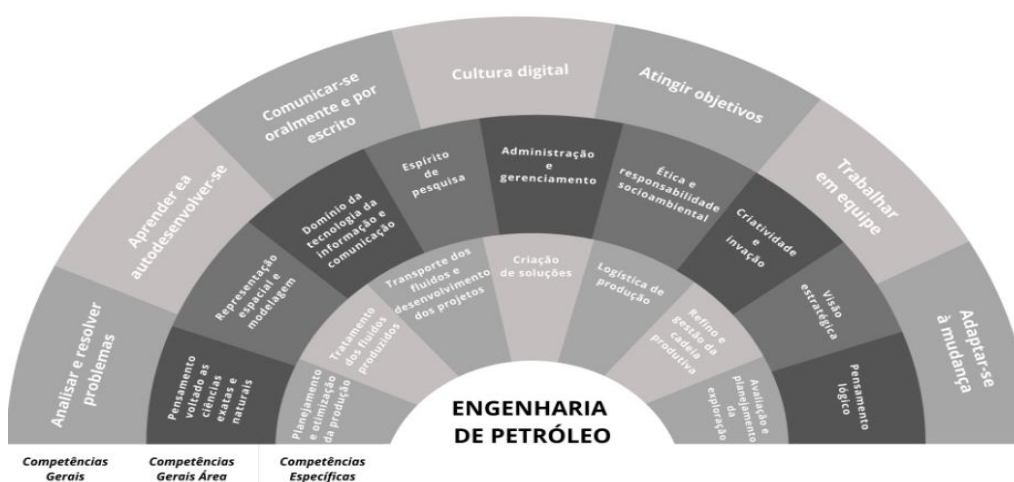 Analisar e resolver
problemas
Aprender ea
autodesenvolver-se
Comunicar-se
oralmente e por
escrito
Cultura digital
Atingir objetivos
Trabalhar
em equipe
Adaptar-se
à mudança
Pensamento
voltado as
ciências
exatas e
naturais
Representação
espacial e
modelagem
Domínio da
tecnologia da
informação e
comunicação
Espírito
de
pesquisa
Administração
e
gerenciamento
Ética e
responsabilidade
socioambiental
Criatividade
e
invação
Visão
estratégica
Pensamento
lógico
Planejamento
e otimização
da produção
Tratamento
dos fluidos
produzidos
Transporte dos
fluidos e
desenvolvimento
dos projetos
Criação
de soluções
Logística de
produção
Refino e
gestão da
cadeia
produtiva
Avaliação e
planejamento
da
exploração
ENGENHARIA
DE PETRÓLEO
Competências
Gerais
Competências
Gerais Área
Competências
Específicas